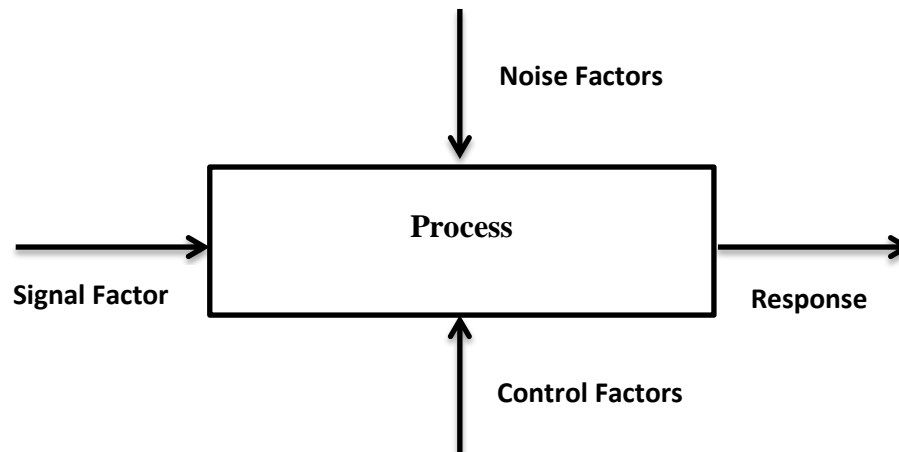 Noise Factors
Process
Signal Factor
Response
Control Factors